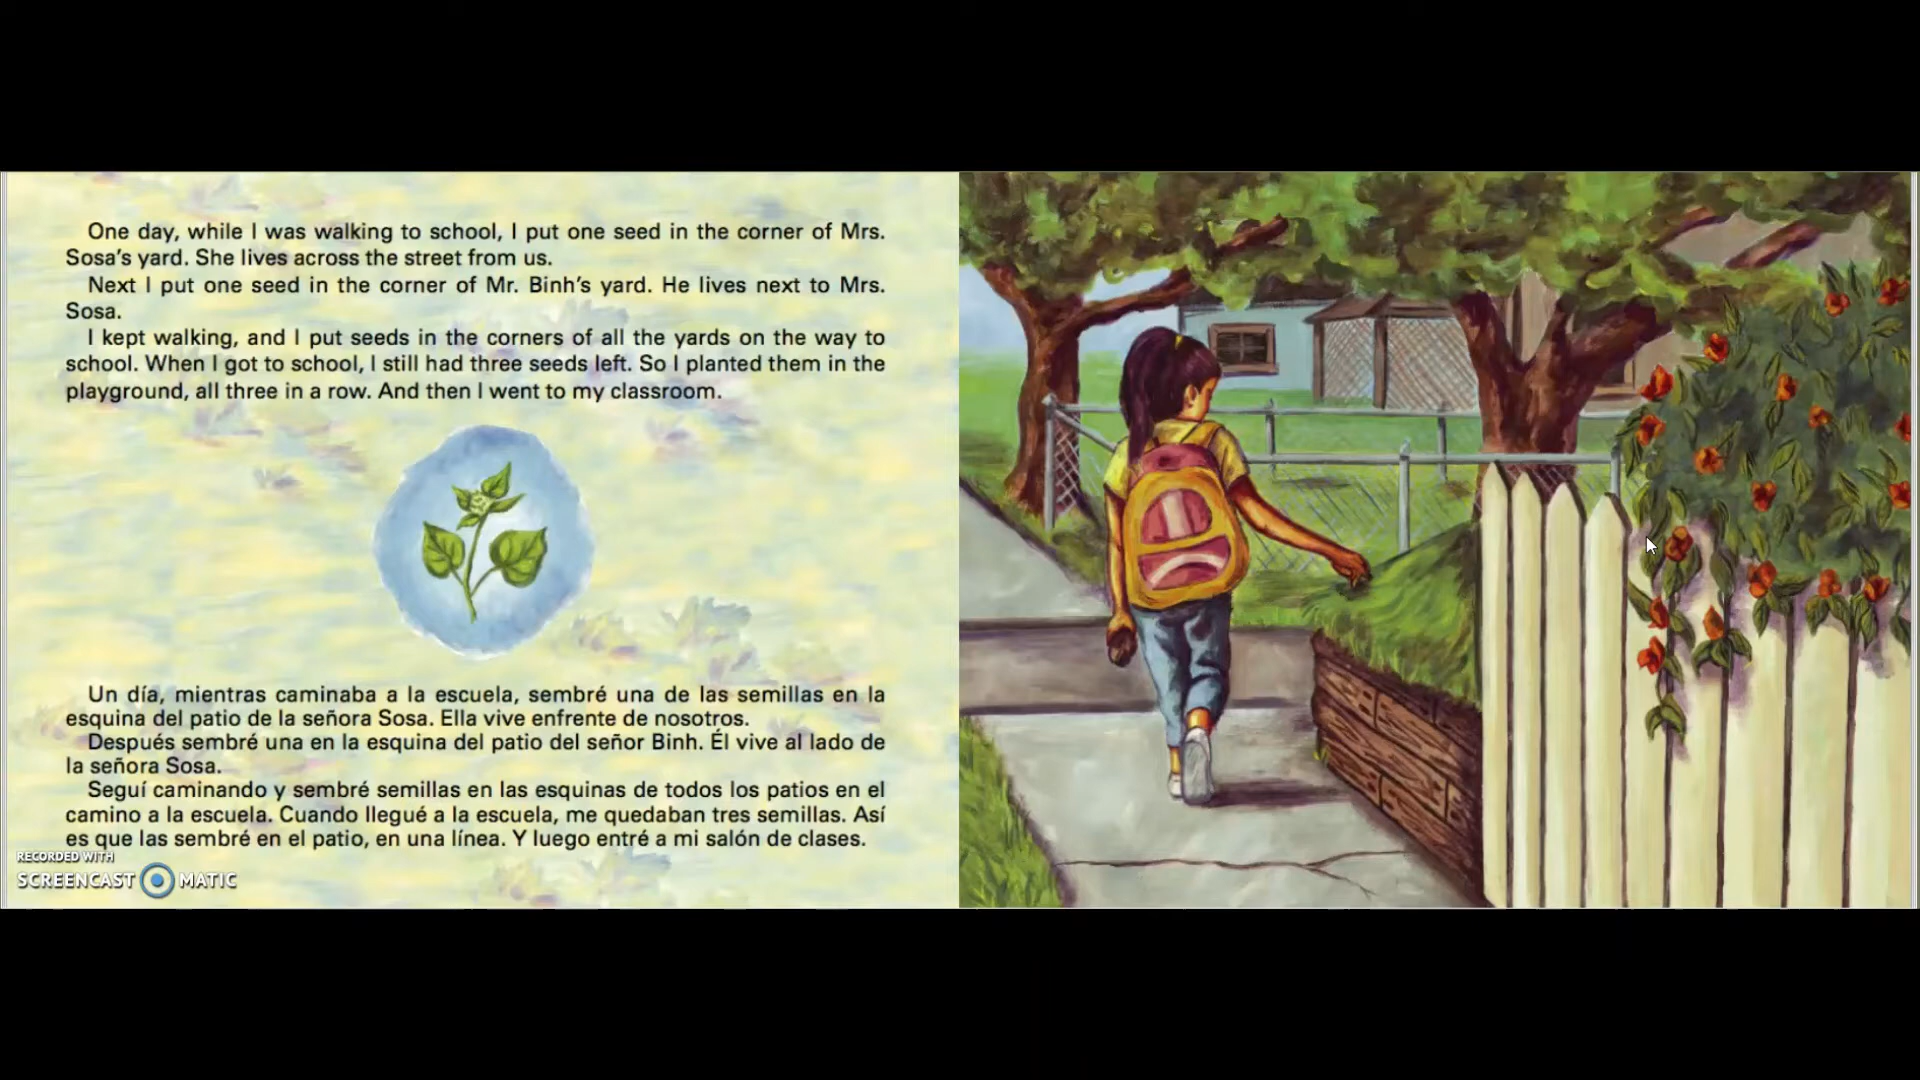 One day, while I was walking to school, I put one seed in the corner of Mrs.
Sosa's yard. She lives across the street from us.
Next I put one seed in the corner of Mr. Binh's yard. He lives next to Mrs.
Sosa.
I kept walking, and I put seeds in the corners of all the yards on the way to
school. When I got to school, I still had three seeds left. So I planted them in the
playground, all three in a row. And then I went to my classroom.
Un día, mientras caminaba a la escuela, sembré una de las semillas en la
esquina del patio de la señora Sosa. Ella vive enfrente de nosotros.
Después sembré una en la esquina del patio del señor Binh. Él vive al lado de
la señora Sosa.
Seguí caminando y sembré semillas en las esquinas de todos los patios en el
camino a la escuela. Cuando llegué a la escuela, me quedaban tres semillas. Así
es que las sembré en el patio, en una línea. Y luego entré a mi salón de clases.
RECORDED WITH
SCREENCAST MATIC